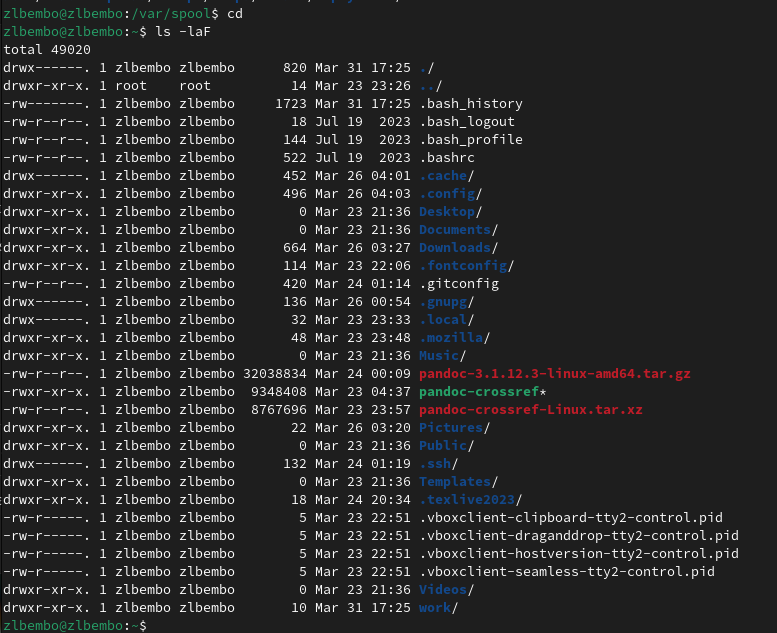 zlbembo@zlbembo:/var/spool$ cd
zlbembo@zlbembo:~$ ls -laF
total 49020
drwx------. 1 zlbembo zlbembo      820 Mar 31 17:25 ./
drwxr-xr-x. 1 root    root          14 Mar 23 23:26 ../
-rw-------. 1 zlbembo zlbembo     1723 Mar 31 17:25 .bash_history
-rw-r--r--. 1 zlbembo zlbembo       18 Jul 19  2023 .bash_logout
-rw-r--r--. 1 zlbembo zlbembo      144 Jul 19  2023 .bash_profile
-rw-r--r--. 1 zlbembo zlbembo      522 Jul 19  2023 .bashrc
drwx------. 1 zlbembo zlbembo      452 Mar 26 04:01 .cache/
drwxr-xr-x. 1 zlbembo zlbembo      496 Mar 26 04:03 .config/
drwxr-xr-x. 1 zlbembo zlbembo        0 Mar 23 21:36 Desktop/
drwxr-xr-x. 1 zlbembo zlbembo        0 Mar 23 21:36 Documents/
drwxr-xr-x. 1 zlbembo zlbembo      664 Mar 26 03:27 Downloads/
drwxr-xr-x. 1 zlbembo zlbembo      114 Mar 23 22:06 .fontconfig/
-rw-r--r--. 1 zlbembo zlbembo      420 Mar 24 01:14 .gitconfig
drwx------. 1 zlbembo zlbembo      136 Mar 26 00:54 .gnupg/
drwx------. 1 zlbembo zlbembo       32 Mar 23 23:33 .local/
drwxr-xr-x. 1 zlbembo zlbembo       48 Mar 23 23:48 .mozilla/
drwxr-xr-x. 1 zlbembo zlbembo        0 Mar 23 21:36 Music/
-rw-r--r--. 1 zlbembo zlbembo 32038834 Mar 24 00:09 pandoc-3.1.12.3-linux-amd64.tar.gz
-rwxr-xr-x. 1 zlbembo zlbembo  9348408 Mar 23 04:37 pandoc-crossref*
-rw-r--r--. 1 zlbembo zlbembo  8767696 Mar 23 23:57 pandoc-crossref-Linux.tar.xz
drwxr-xr-x. 1 zlbembo zlbembo       22 Mar 26 03:20 Pictures/
drwxr-xr-x. 1 zlbembo zlbembo        0 Mar 23 21:36 Public/
drwx------. 1 zlbembo zlbembo      132 Mar 24 01:19 .ssh/
drwxr-xr-x. 1 zlbembo zlbembo        0 Mar 23 21:36 Templates/
drwxr-xr-x. 1 zlbembo zlbembo       18 Mar 24 20:34 .texlive2023/
-rw-r-----. 1 zlbembo zlbembo        5 Mar 23 22:51 .vboxclient-clipboard-tty2-control.pid
-rw-r-----. 1 zlbembo zlbembo        5 Mar 23 22:51 .vboxclient-draganddrop-tty2-control.pid
-rw-r-----. 1 zlbembo zlbembo        5 Mar 23 22:51 .vboxclient-hostversion-tty2-control.pid
-rw-r-----. 1 zlbembo zlbembo        5 Mar 23 22:51 .vboxclient-seamless-tty2-control.pid
drwxr-xr-x. 1 zlbembo zlbembo        0 Mar 23 21:36 Videos/
drwxr-xr-x. 1 zlbembo zlbembo       10 Mar 31 17:25 work/
zlbembo@zlbembo:~$